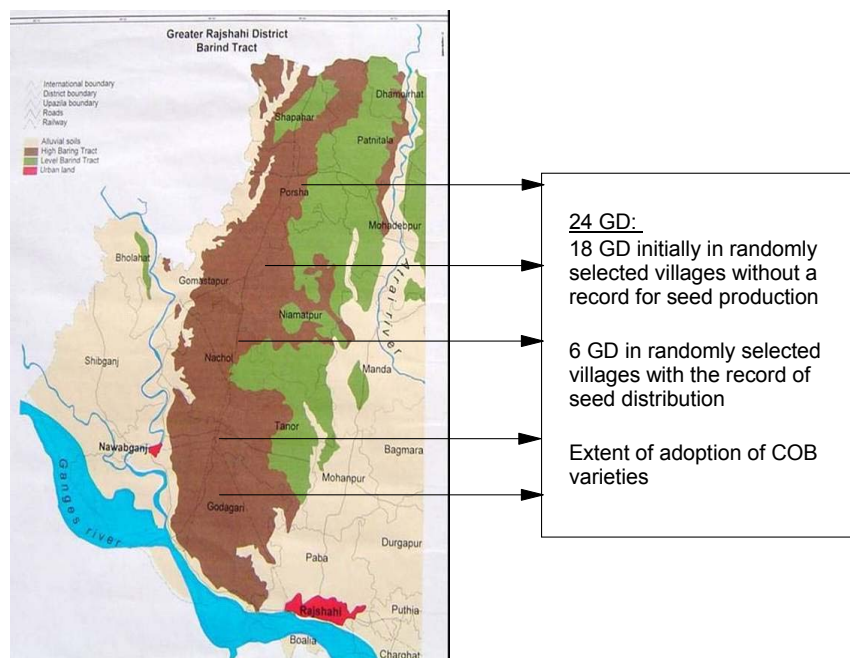 Greater Rajshahi District
Barind Tract
International boundary
District boundary
Upazila boundary
Roads
Railway
Alluvial soils
High Baring Tract
Level Barind Tract
Urban land
Dhamoirhat
Shapahar
Patnitala
Porsha
Mohadebpur
Bholahat
Gomastapur
Atrai river
Niamatpur
Shibganj
Nachol
Manda
Tanor
Nawabganj
Bagmara
Mohanpur
Ganges river
Godagari
Durgapur
Paba
Rajshahi
Puthia
Boalia
Charghat
24 GD:
18 GD initially in randomly
selected villages without a
record for seed production
6 GD in randomly selected
villages with the record of
seed distribution
Extent of adoption of COB
varieties